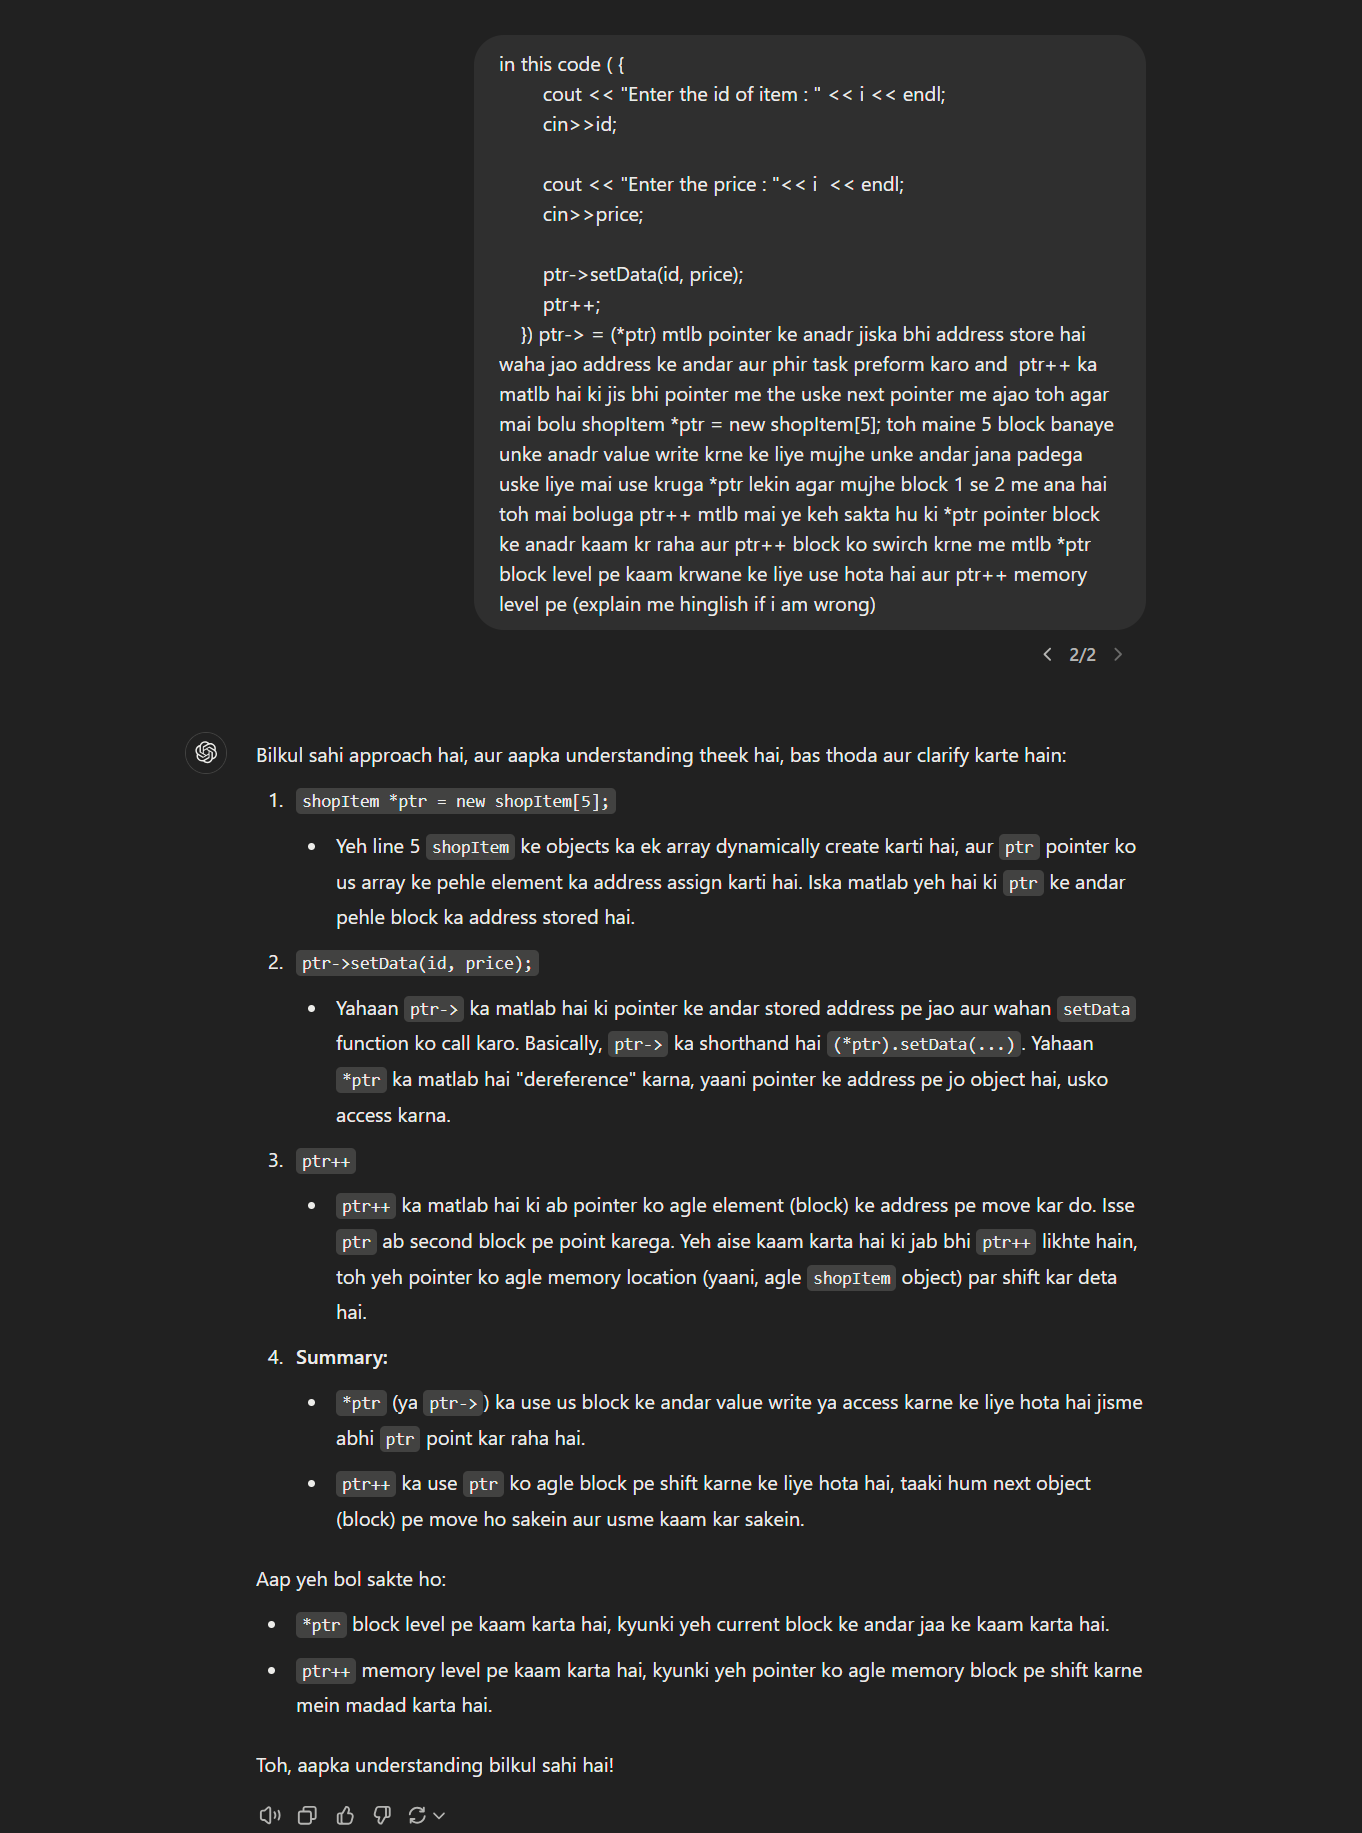 in this code ( {
cout << "Enter the id of item : " << i << endl;
cin>>id;
cout << "Enter the price : "<< i  << endl;
cin>>price;
ptr->setData(id, price);
ptr++;
}) ptr-> = (*ptr) mtlb pointer ke anadr jiska bhi address store hai
waha jao address ke andar aur phir task preform karo and  ptr++ ka
matlb hai ki jis bhi pointer me the uske next pointer me ajao toh agar
mai bolu shopItem *ptr = new shopItem[5]; toh maine 5 block banaye
unke anadr value write krne ke liye mujhe unke andar jana padega
uske liye mai use kruga *ptr lekin agar mujhe block 1 se 2 me ana hai
toh mai boluga ptr++ mtlb mai ye keh sakta hu ki *ptr pointer block
ke anadr kaam kr raha aur ptr++ block ko swirch krne me mtlb *ptr
block level pe kaam krwane ke liye use hota hai aur ptr++ memory
level pe (explain me hinglish if i am wrong)
2/2
Bilkul sahi approach hai, aur aapka understanding theek hai, bas thoda aur clarify karte hain:
1. shopItem *ptr = new shopItem[5];
• Yeh line 5 shopItem ke objects ka ek array dynamically create karti hai, aur ptr pointer ko
us array ke pehle element ka address assign karti hai. Iska matlab yeh hai ki ptr ke andar
pehle block ka address stored hai.
2. ptr->setData(id, price);
• Yahaan ptr-> ka matlab hai ki pointer ke andar stored address pe jao aur wahan setData
function ko call karo. Basically, ptr-> ka shorthand hai (*ptr).setData(...). Yahaan
*ptr ka matlab hai "dereference" karna, yaani pointer ke address pe jo object hai, usko
access karna.
3. ptr++
• ptr++ ka matlab hai ki ab pointer ko agle element (block) ke address pe move kar do. Isse
ptr ab second block pe point karega. Yeh aise kaam karta hai ki jab bhi ptr++ likhte hain,
toh yeh pointer ko agle memory location (yaani, agle shopItem object) par shift kar deta
hai.
4. Summary:
• *ptr (ya ptr->) ka use us block ke andar value write ya access karne ke liye hota hai jisme
abhi ptr point kar raha hai.
• ptr++ ka use ptr ko agle block pe shift karne ke liye hota hai, taaki hum next object
(block) pe move ho sakein aur usme kaam kar sakein.
Aap yeh bol sakte ho:
• *ptr block level pe kaam karta hai, kyunki yeh current block ke andar jaa ke kaam karta hai.
• ptr++ memory level pe kaam karta hai, kyunki yeh pointer ko agle memory block pe shift karne
mein madad karta hai.
Toh, aapka understanding bilkul sahi hai!